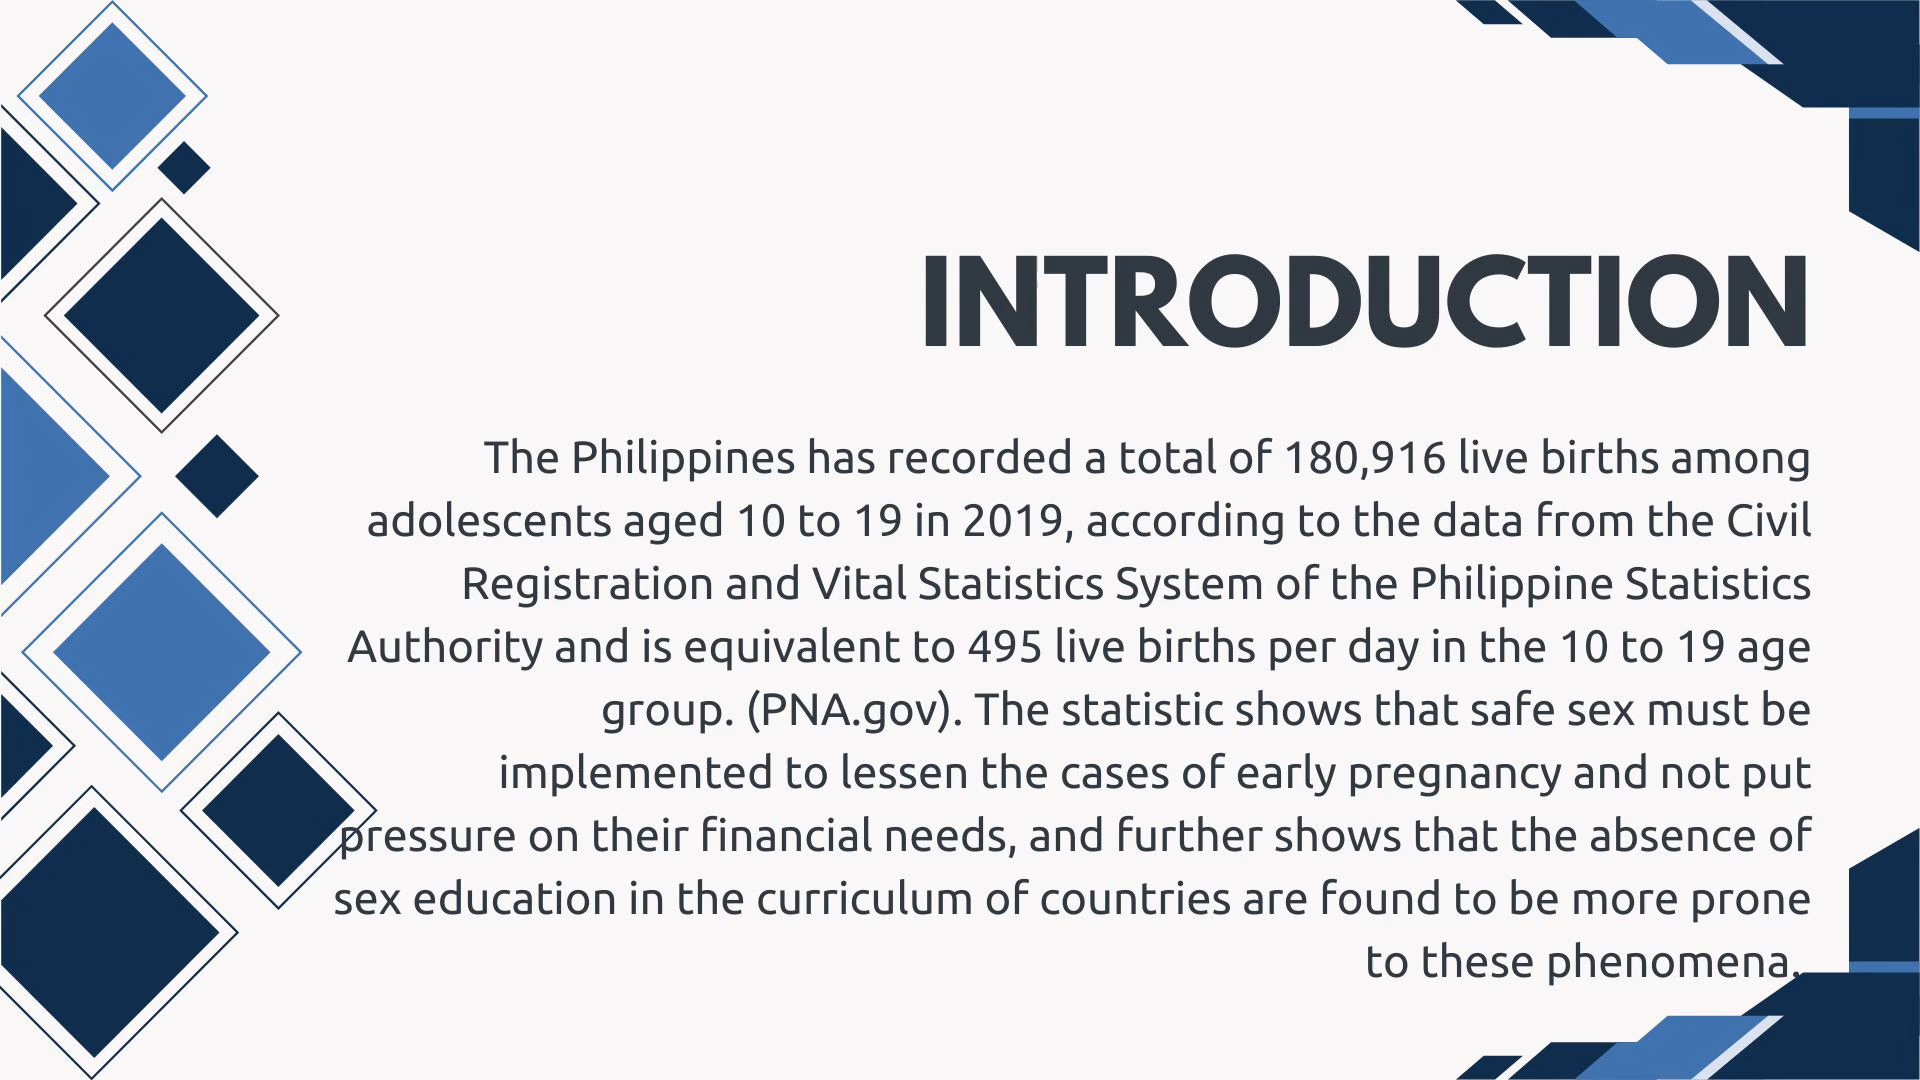 INTRODUCTION
The Philippines has recorded a total of 180,916 live births among
adolescents aged 10 to 19 in 2019, according to the data from the Civil
Registration and Vital Statistics System of the Philippine Statistics
Authority and is equivalent to 495 live births per day in the 10 to 19 age
group. (PNA.gov). The statistic shows that safe sex must be
implemented to lessen the cases of early pregnancy and not put
pressure on their financial needs, and further shows that the absence of
sex education in the curriculum of countries are found to be more prone
to these phenomena.